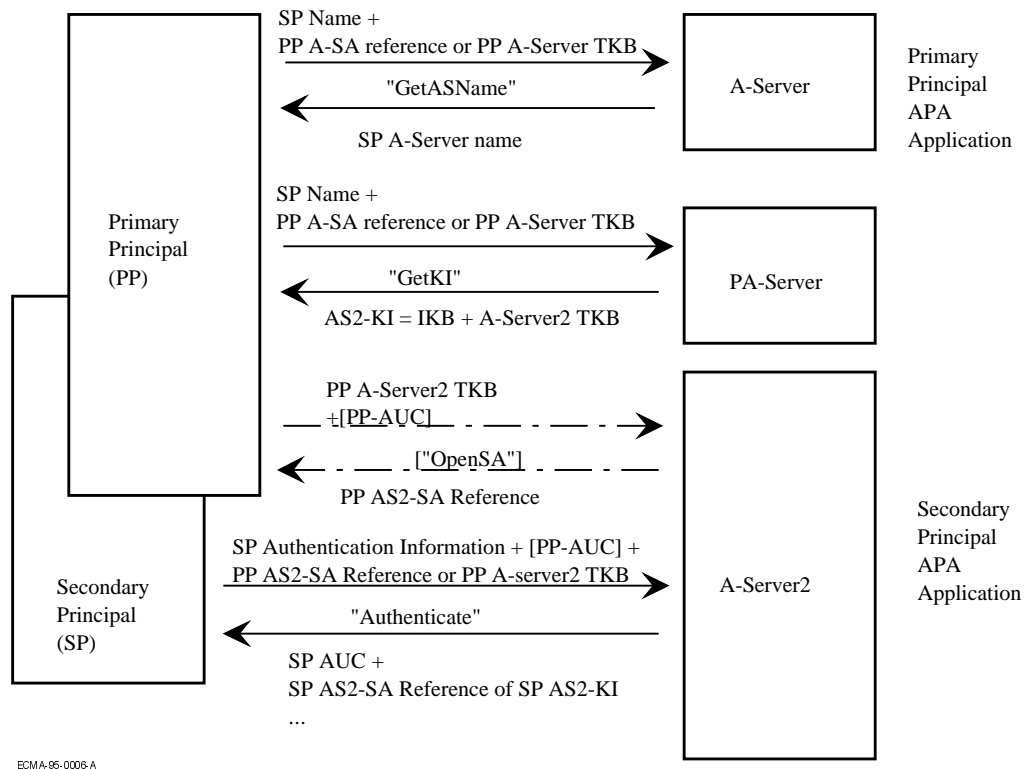 SP Name +
PP A-SA reference or PP A-Server TKB
"GetASName"
SP A-Server name
A-Server
Primary
Principal
APA
Application
SP Name +
PP A-SA reference or PP A-Server TKB
"GetKI"
AS2-KI = IKB + A-Server2 TKB
PA-Server
Primary
Principal
(PP)
PP A-Server2 TKB
+[PP-AUC]
["OpenSA"]
PP AS2-SA Reference
SP Authentication Information + [PP-AUC] +
PP AS2-SA Reference or PP A-server2 TKB
"Authenticate"
SP AUC +
SP AS2-SA Reference of SP AS2-KI
...
A-Server2
Secondary
Principal
APA
Application
Secondary
Principal
(SP)
ECMA-95-0006-A